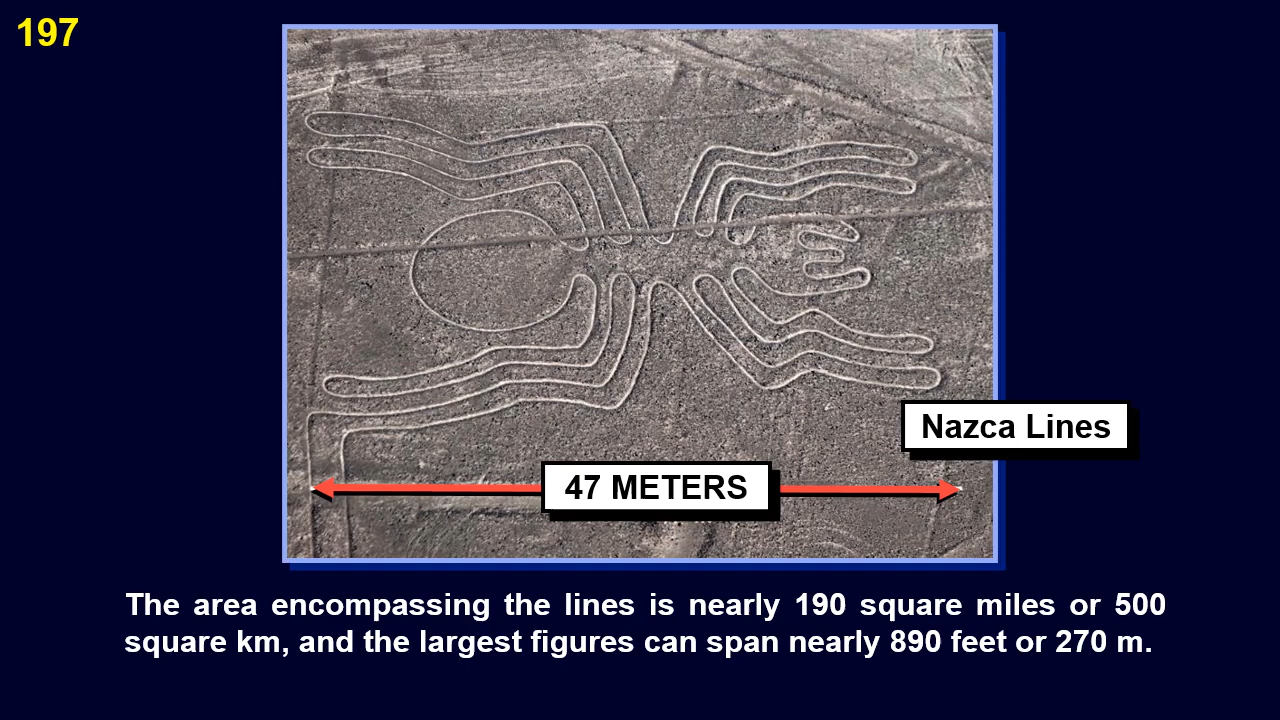 197
Nazca Lines
47 METERS
The area encompassing the lines is nearly 190 square miles or 500
square km, and the largest figures can span nearly 890 feet or 270 m.